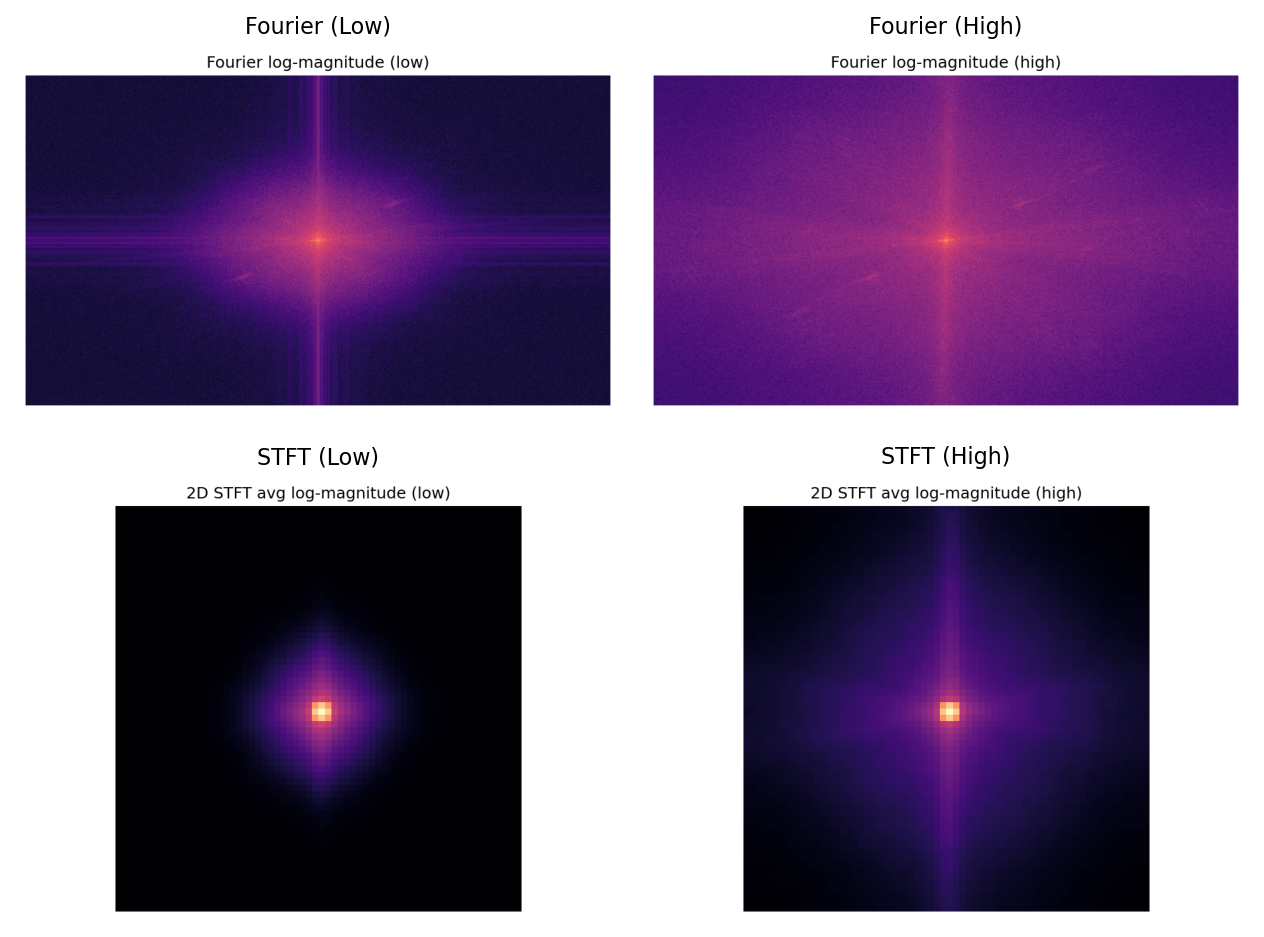 Fourier (Low)
Fourier (High)
Fourier log-magnitude (low)
Fourier log-magnitude (high)
STFT (Low)
STFT (High)
2D STFT avg log-magnitude (low)
2D STFT avg log-magnitude (high)